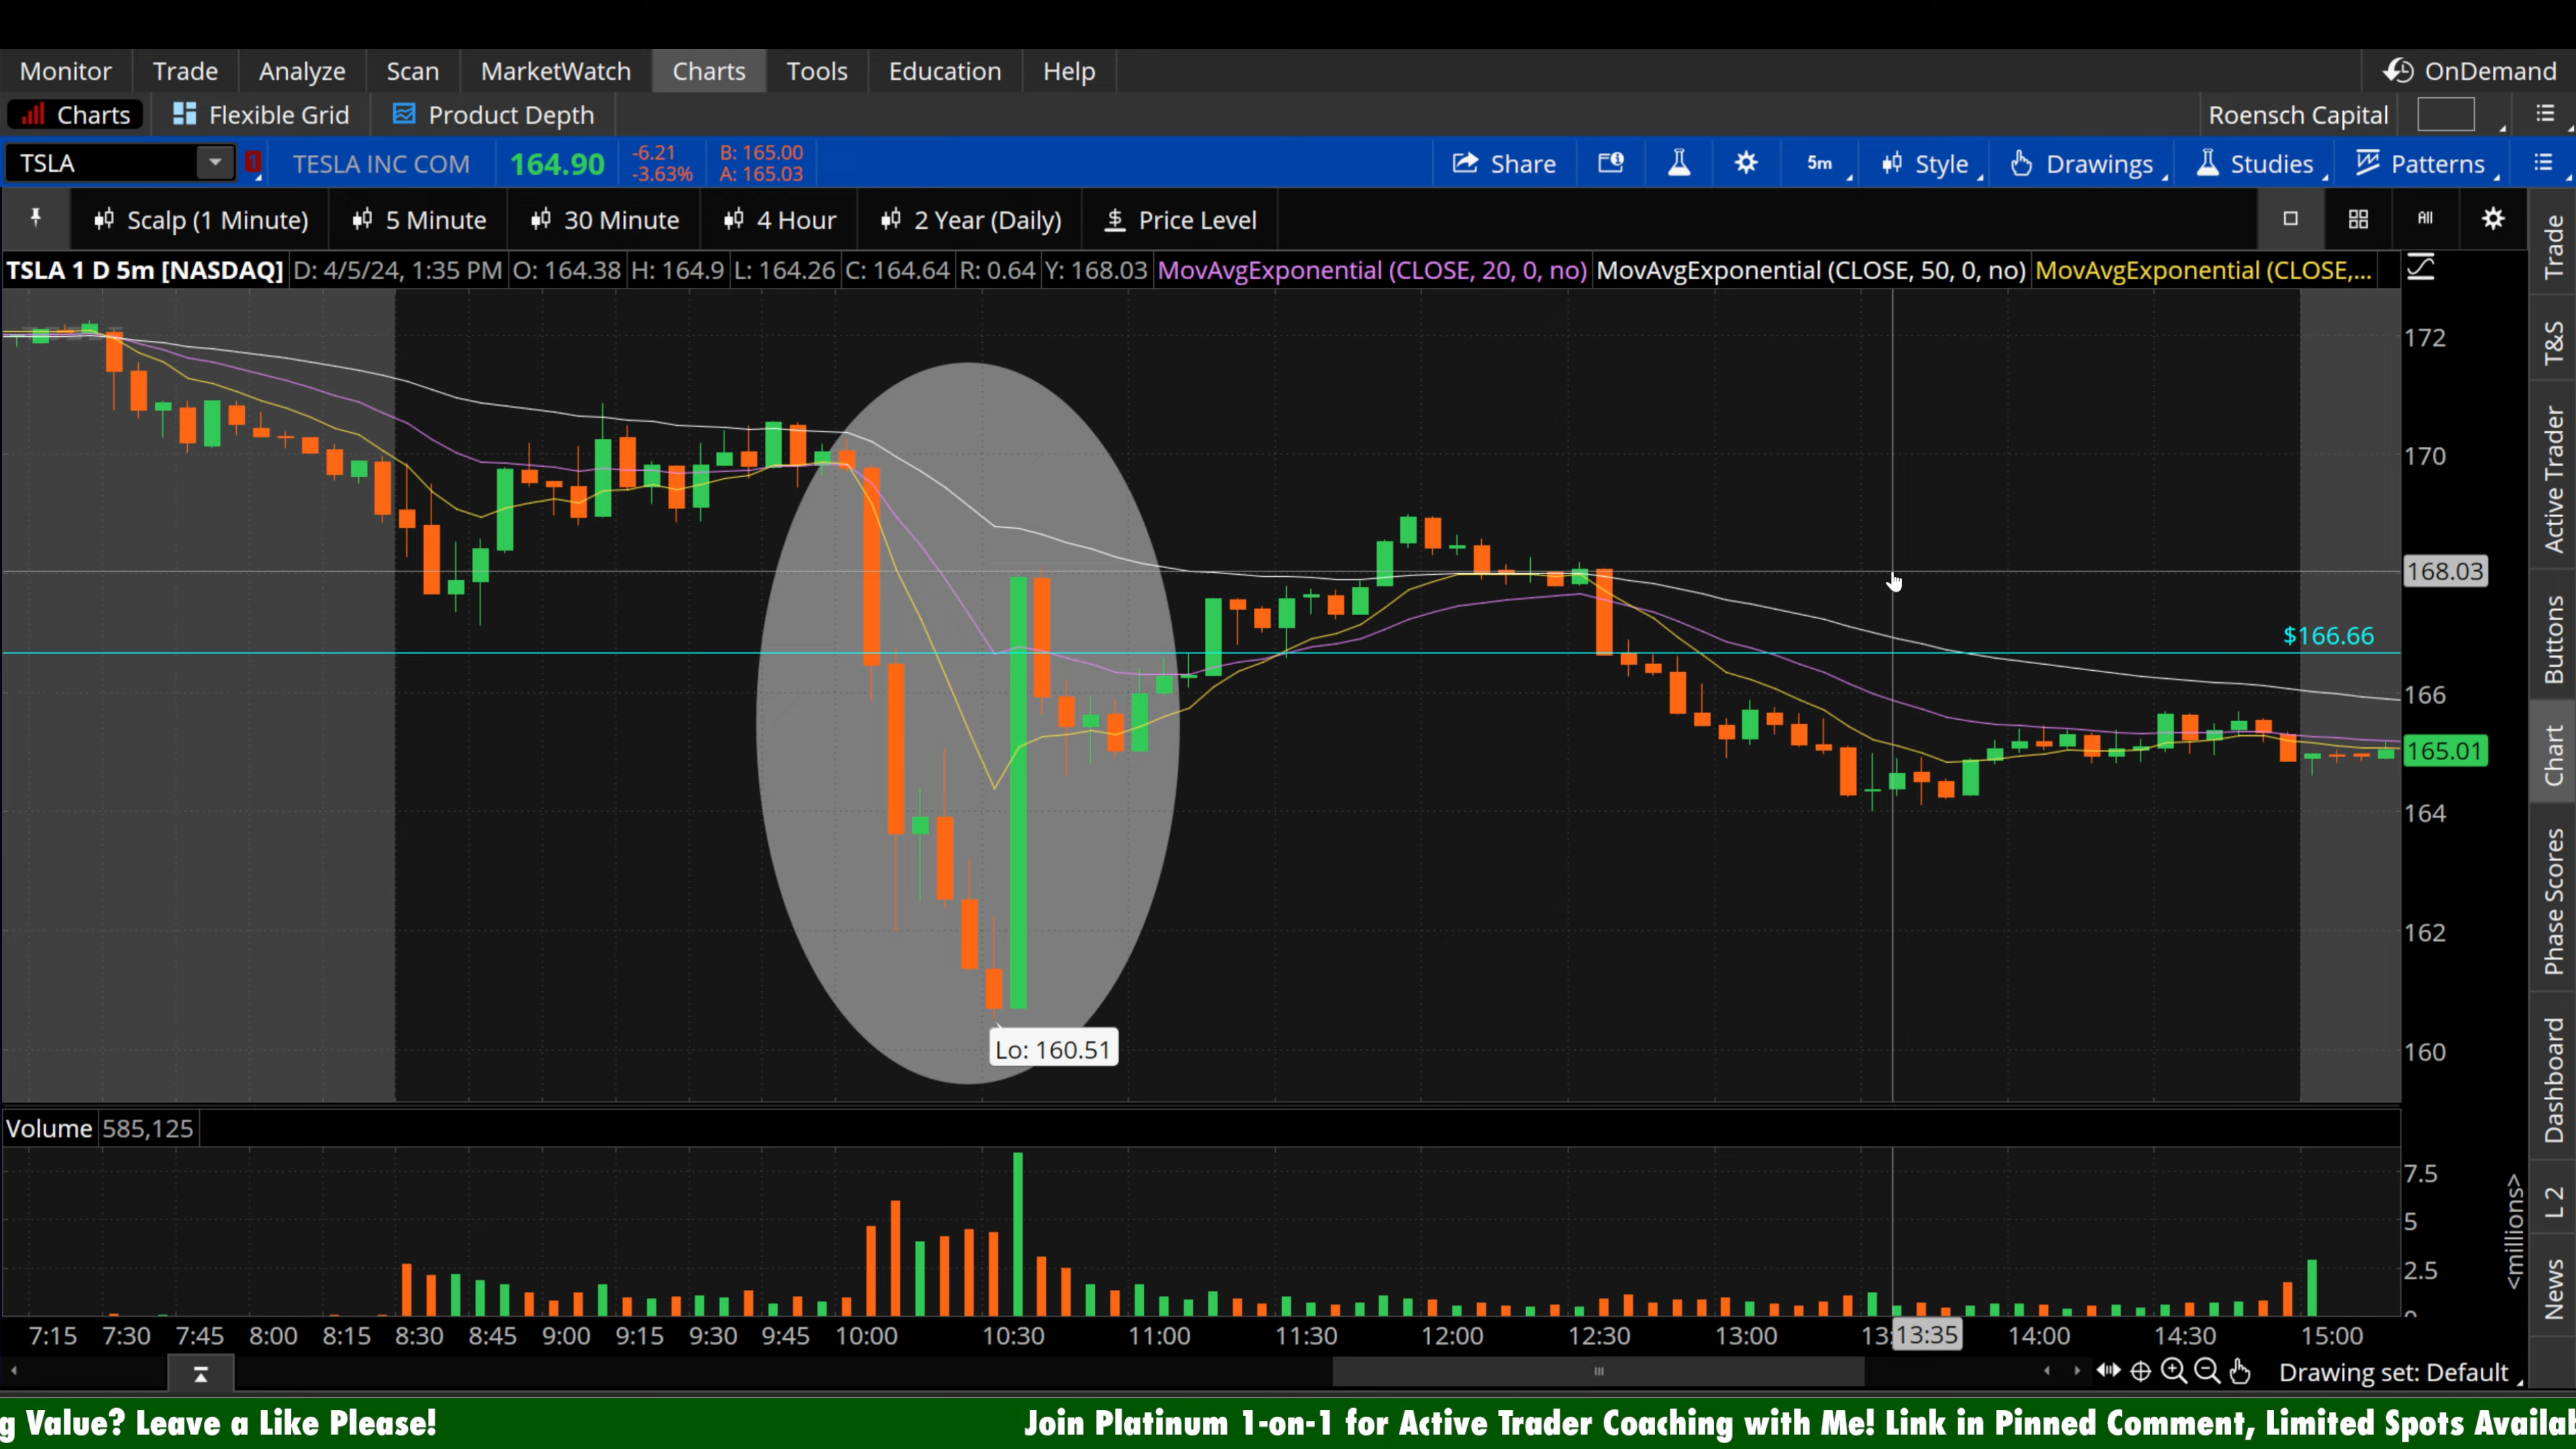 Monitor Trade Analyze Scan MarketWatch Charts Tools Education Help OnDemand
Charts Flexible Grid Product Depth Roensch Capital
TSLA 1 TESLA INC COM 164.90 -6.21 B: 165.00 Share 5m Style Drawings Studies Patterns
-3.63% A: 165.03
Scalp (1 Minute) 5 Minute 30 Minute 4 Hour 2 Year (Daily) $ Price Level All
TSLA 1 D 5m [NASDAQ] D: 4/5/24, 1:35 PM O: 164.38 H: 164.9 L: 164.26 C: 164.64 R: 0.64 Y: 168.03 MovAvgExponential (CLOSE, 20, 0, no) MovAvgExponential (CLOSE, 50, 0, no) MovAvgExponential (CLOSE,...
172
170
168.03
$166.66
166
165.01
164
162
Lo: 160.51
160
Volume 585,125
7.5
5
2.5
0
<millions>
7:15 7:30 7:45 8:00 8:15 8:30 8:45 9:00 9:15 9:30 9:45 10:00 10:30 11:00 11:30 12:00 12:30 13:00 13: 13:35 14:00 14:30 15:00
Drawing set: Default
Trade
T&S
Active Trader
Buttons
Chart
Phase Scores
Dashboard
L 2
News
g Value? Leave a Like Please! Join Platinum 1-on-1 for Active Trader Coaching with Me! Link in Pinned Comment, Limited Spots Availab